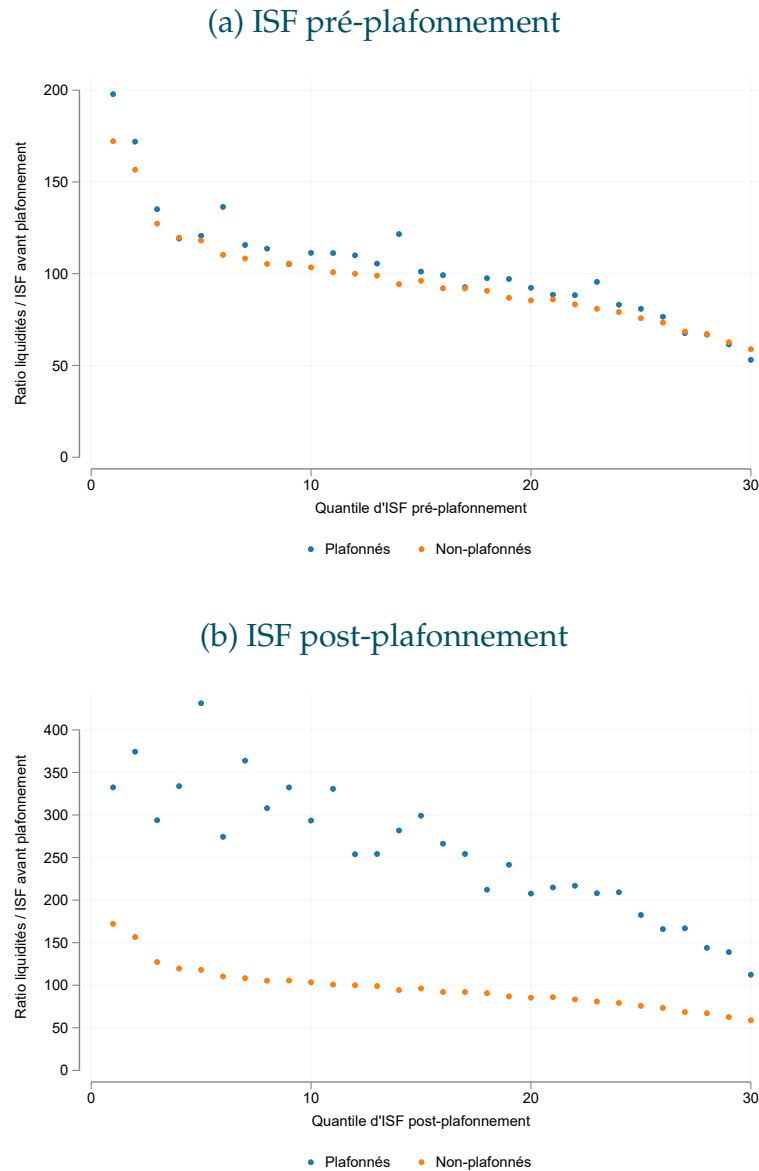 (a) ISF pré-plafonnement
200
150
100
50
0
Ratio liquidités / ISF avant plafonnement
0 10 20 30
Quantile d'ISF pré-plafonnement
Plafonnés Non-plafonnés
(b) ISF post-plafonnement
400
350
300
250
200
150
100
50
0
Ratio liquidités / ISF avant plafonnement
0 10 20 30
Quantile d'ISF post-plafonnement
Plafonnés Non-plafonnés